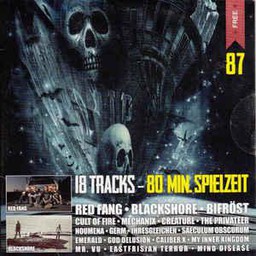 FREE
87
18 TRACKS - 80 MIN. SPIELZEIT
RED FANG • BLACKSHORE • BIFRÖST
CULT OF FIRE • MECHANIX • CREATURE • THE PRIVATEER
NOUMENA • GERM • IHRESGLEICHEN • SAECULUM OBSCURUM
EMERALD • GOD DELUSION • CALIBER X • MY INNER KINGDOM
MR. VU • EASTFRISIAN TERROR • MIND:DISEASE
RED FANG
BLACKSHORE